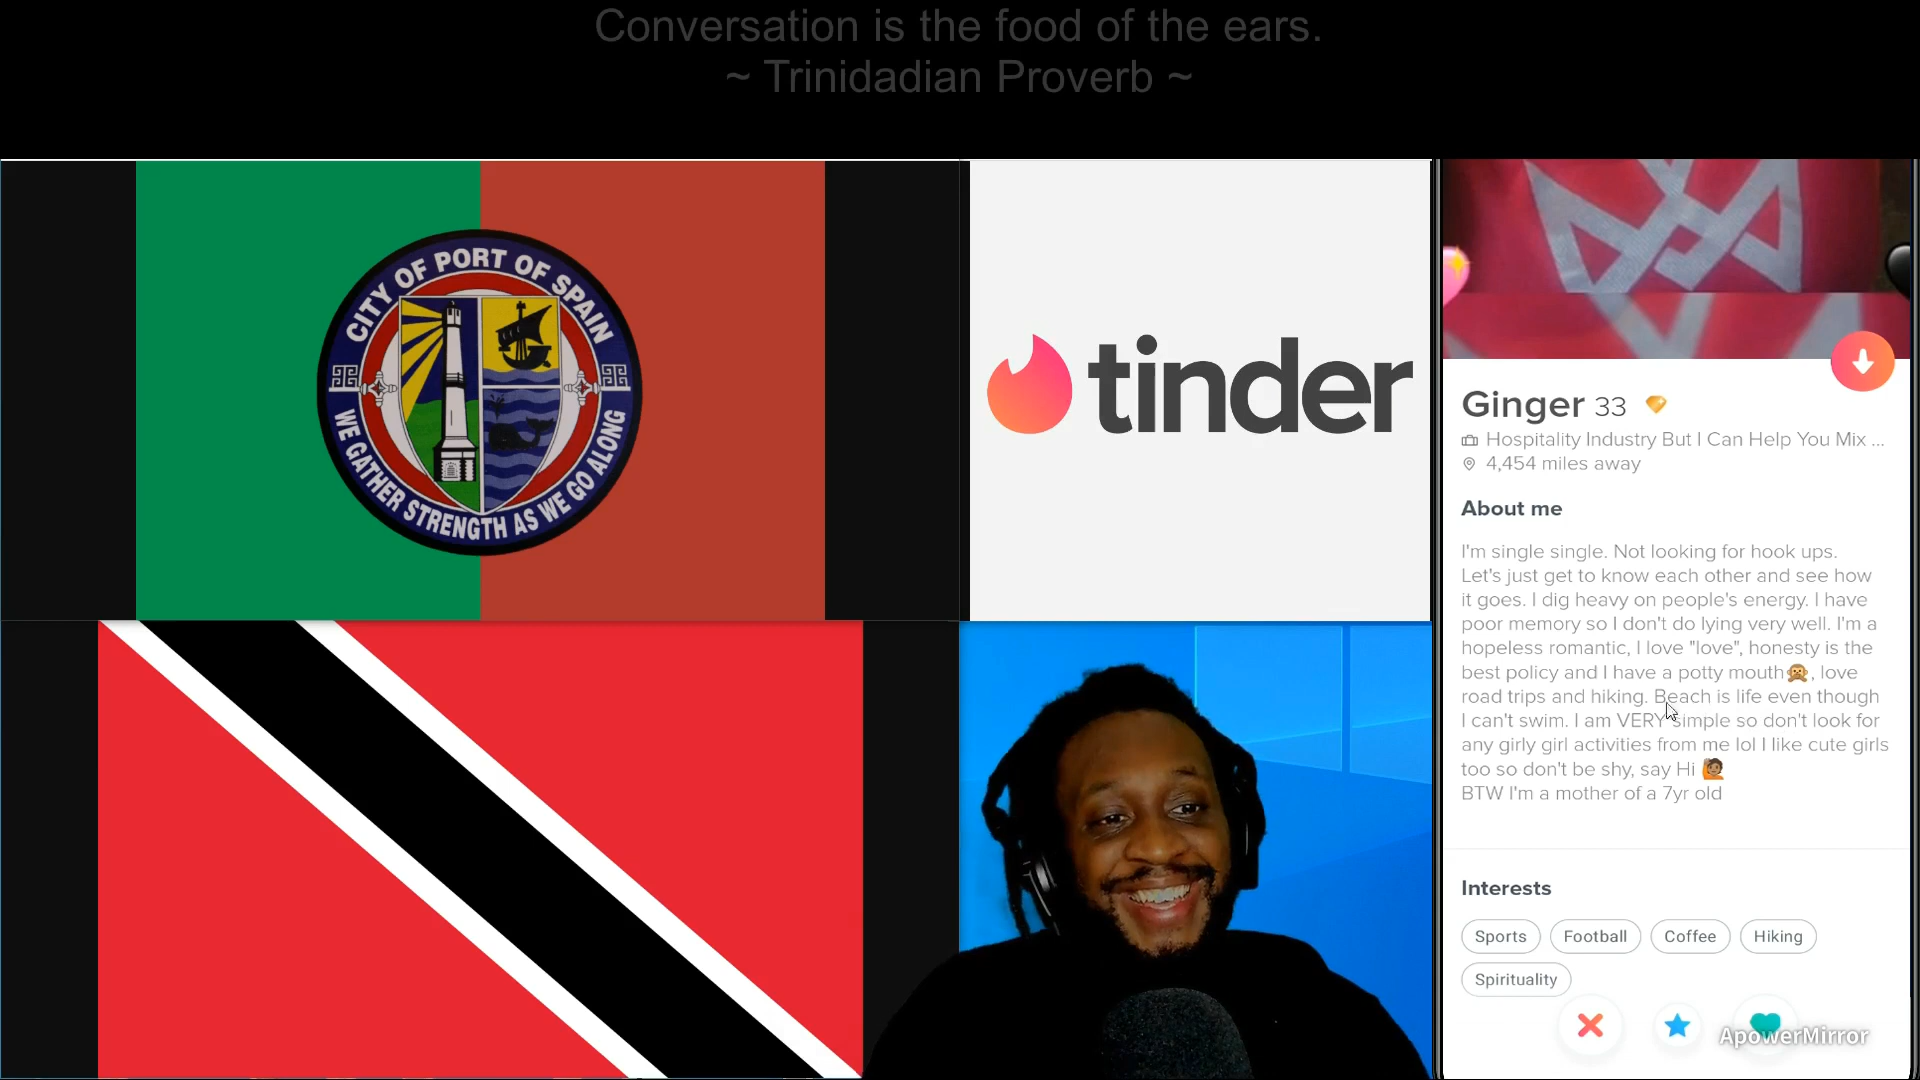 Conversation is the food of the ears.
~ Trinidadian Proverb ~
CITY OF PORT OF SPAIN
WE GATHER STRENGTH AS WE GO ALONG
tinder
Ginger 33
Hospitality Industry But I Can Help You Mix ...
4,454 miles away
About me
I'm single single. Not looking for hook ups.
Let's just get to know each other and see how
it goes. I dig heavy on people's energy. I have
poor memory so I don't do lying very well. I'm a
hopeless romantic, I love "love", honesty is the
best policy and I have a potty mouth🙊, love
road trips and hiking. Beach is life even though
I can't swim. I am VERY simple so don't look for
any girly girl activities from me lol I like cute girls
too so don't be shy, say Hi 🙋🏽
BTW I'm a mother of a 7yr old
Interests
Sports Football Coffee Hiking
Spirituality
ApowerMirror